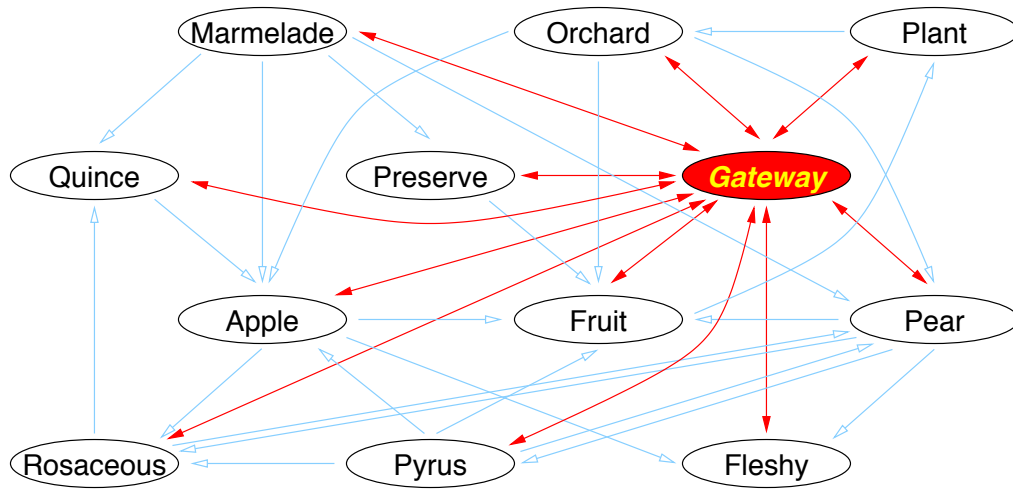 Marmelade
Orchard
Plant
Quince
Preserve
Gateway
Apple
Fruit
Pear
Rosaceous
Pyrus
Fleshy